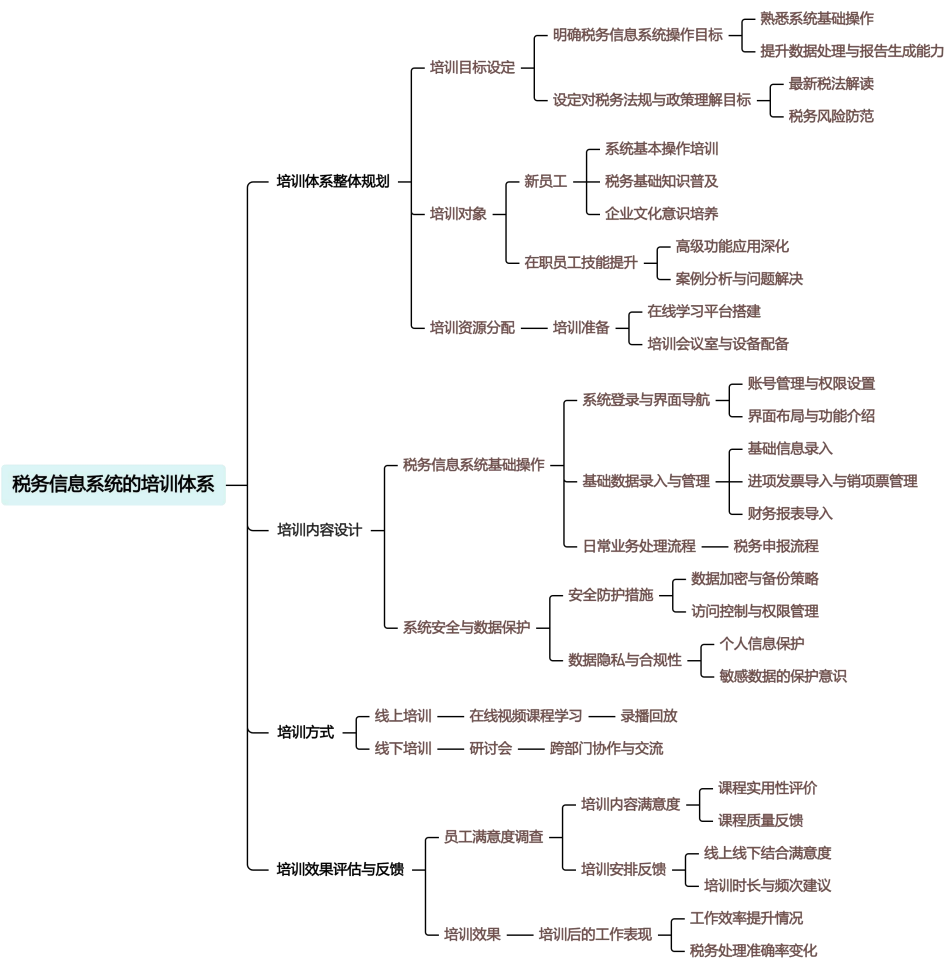 税务信息系统的培训体系
培训体系整体规划
培训目标设定
明确税务信息系统操作目标
熟悉系统基础操作
提升数据处理与报告生成能力
设定对税务法规与政策理解目标
最新税法解读
税务风险防范
培训对象
新员工
系统基本操作培训
税务基础知识普及
企业文化意识培养
在职员工技能提升
高级功能应用深化
案例分析与问题解决
培训资源分配
培训准备
在线学习平台搭建
培训会议室与设备配备
培训内容设计
税务信息系统基础操作
系统登录与界面导航
账号管理与权限设置
界面布局与功能介绍
基础数据录入与管理
基础信息录入
进项发票导入与销项票管理
财务报表导入
日常业务处理流程
税务申报流程
系统安全与数据保护
安全防护措施
数据加密与备份策略
访问控制与权限管理
数据隐私与合规性
个人信息保护
敏感数据的保护意识
培训方式
线上培训
在线视频课程学习
录播回放
线下培训
研讨会
跨部门协作与交流
培训效果评估与反馈
员工满意度调查
培训内容满意度
课程实用性评价
课程质量反馈
培训安排反馈
线上线下结合满意度
培训时长与频次建议
培训效果
培训后的工作表现
工作效率提升情况
税务处理准确率变化